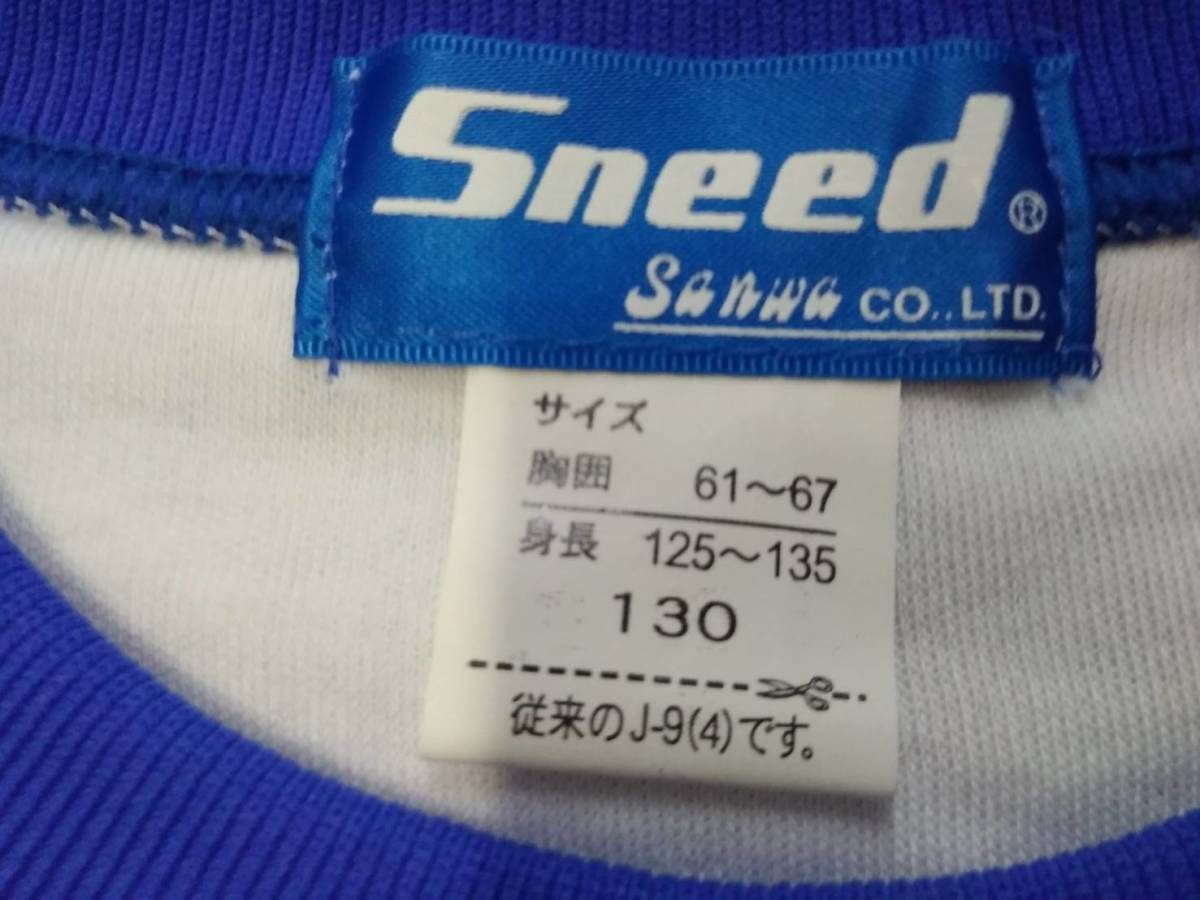 Sneed®
Sanwa CO.,LTD.
サイズ
胸囲 61〜67
身長 125〜135
130
従来のJ-9(4)です。